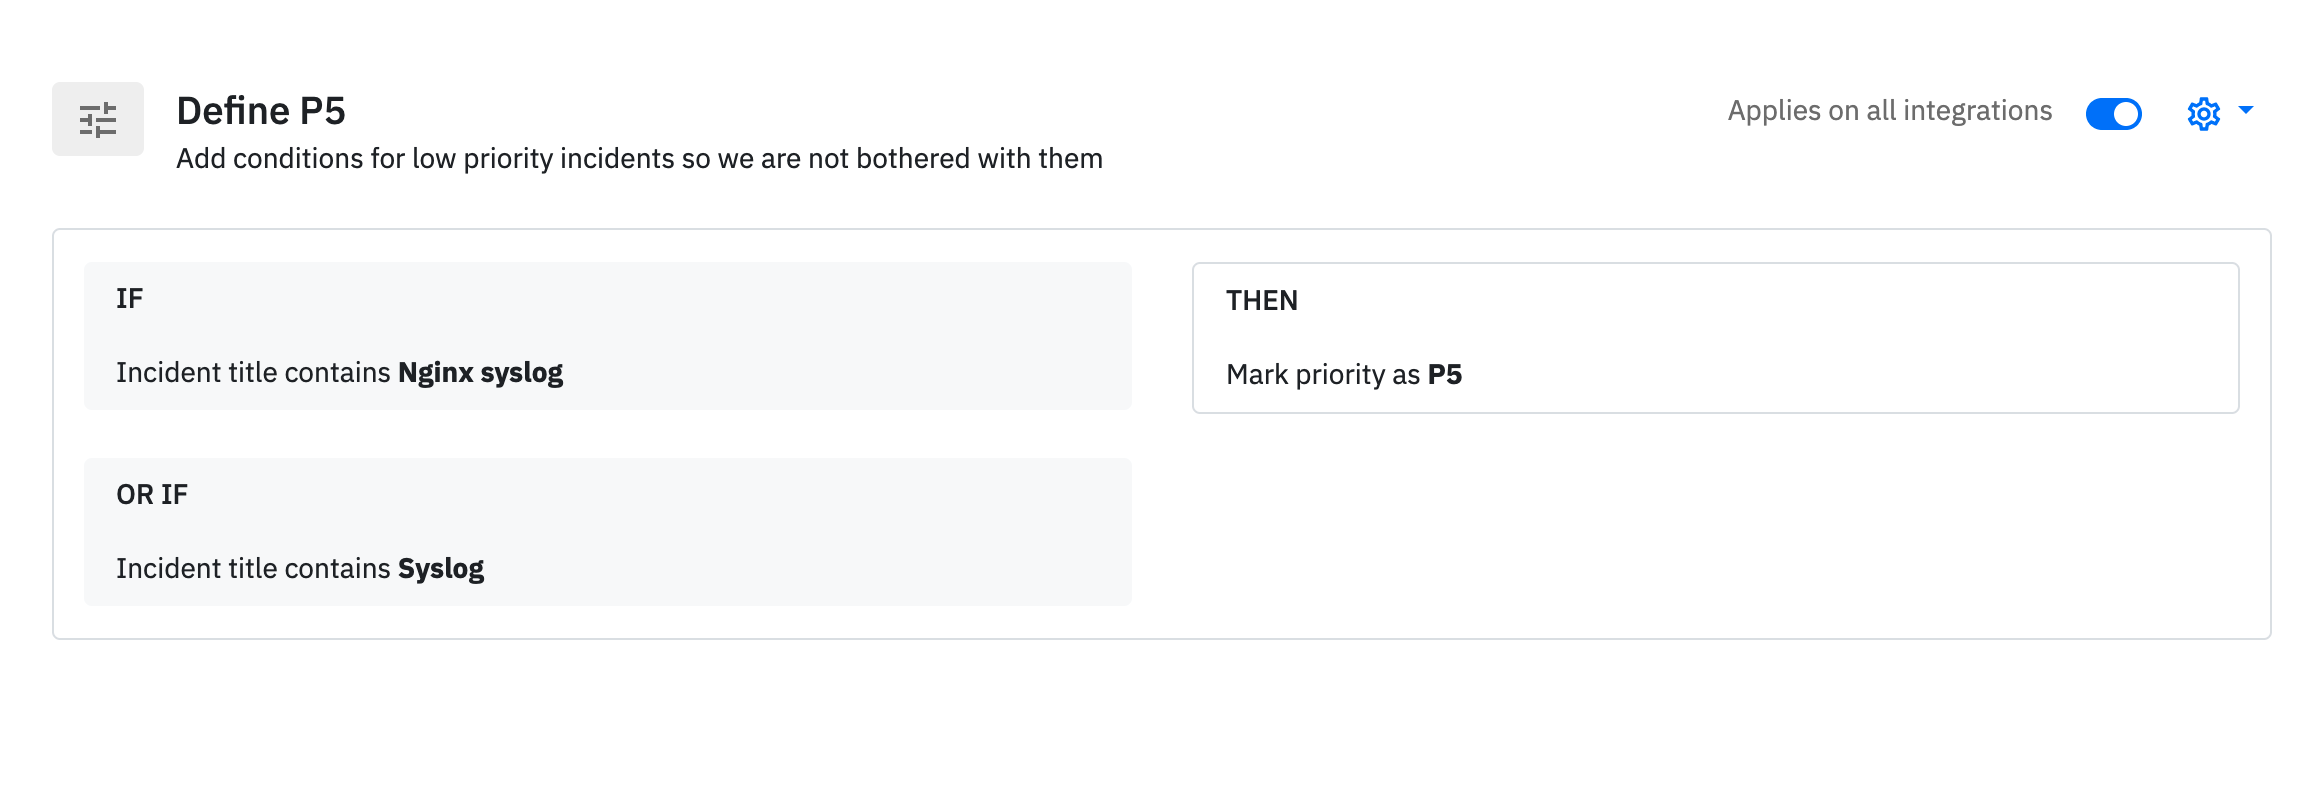 Define P5
Add conditions for low priority incidents so we are not bothered with them
Applies on all integrations
IF
Incident title contains Nginx syslog
OR IF
Incident title contains Syslog
THEN
Mark priority as P5